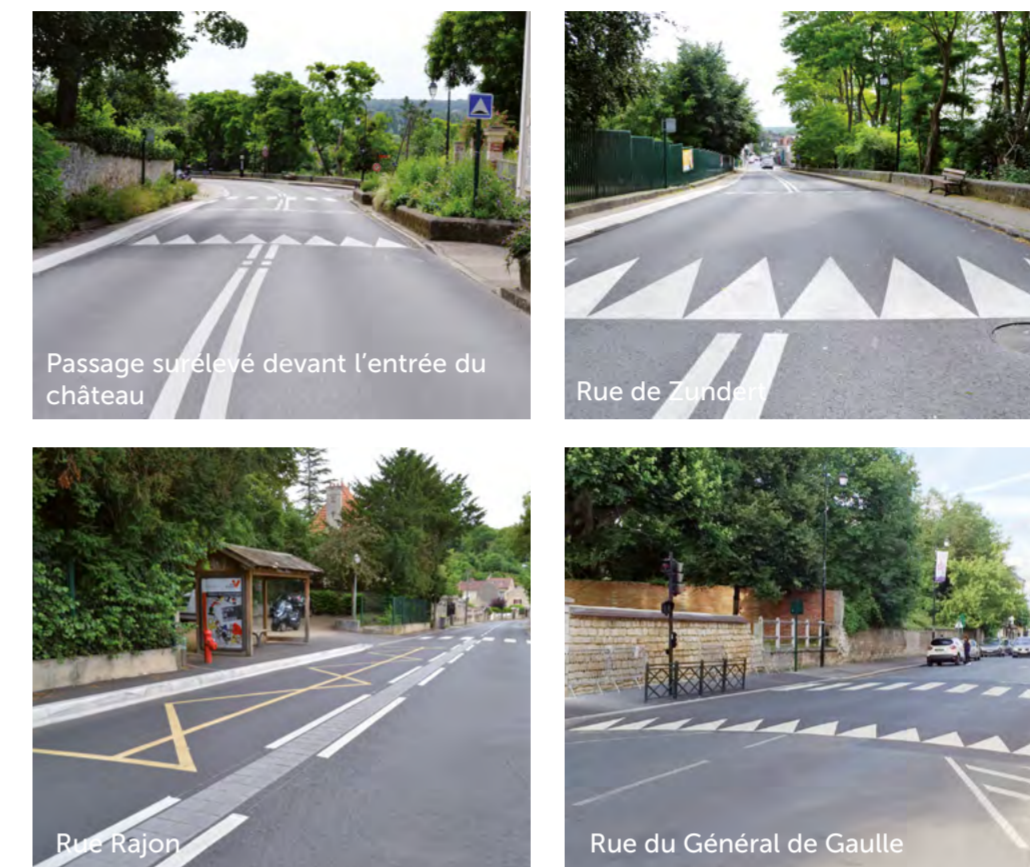 Passage surélevé devant l'entrée du
château
Rue de Zundert
Rue Rajon
Rue du Général de Gaulle